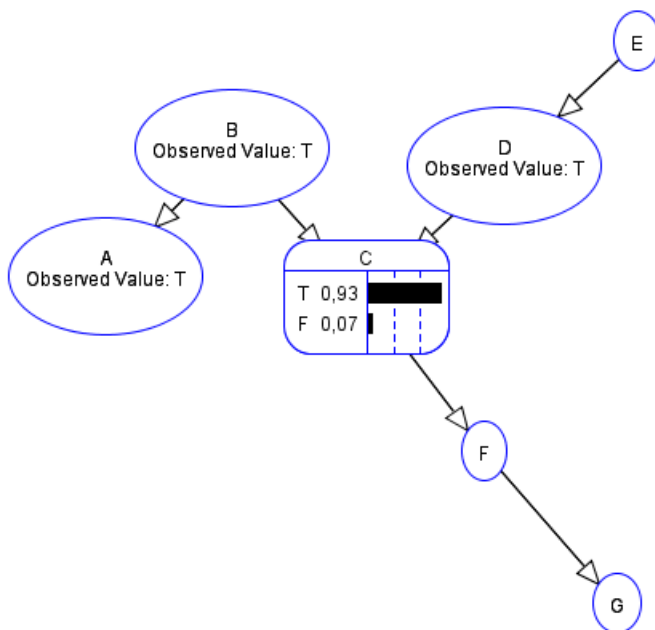 E
B
Observed Value: T
D
Observed Value: T
A
Observed Value: T
C
T 0,93
F 0,07
F
G